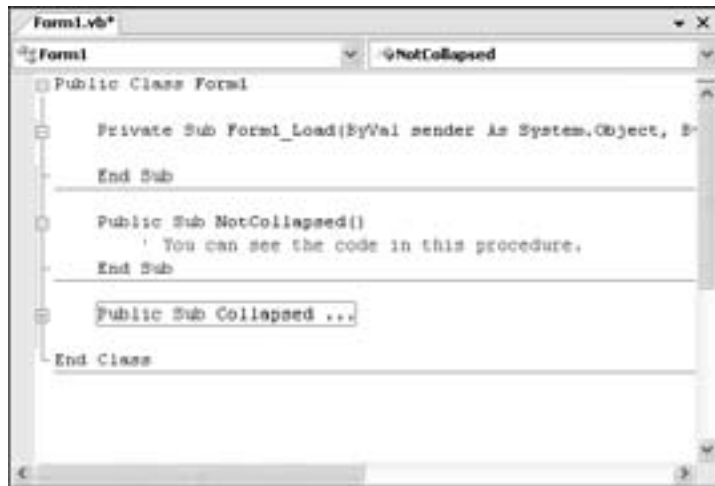 Form1.vb*
Form1 NotCollapsed
Public Class Form1
Private Sub Form1_Load(ByVal sender As System.Object, B
End Sub
Public Sub NotCollapsed()
' You can see the code in this procedure.
End Sub
Public Sub Collapsed ...
End Class